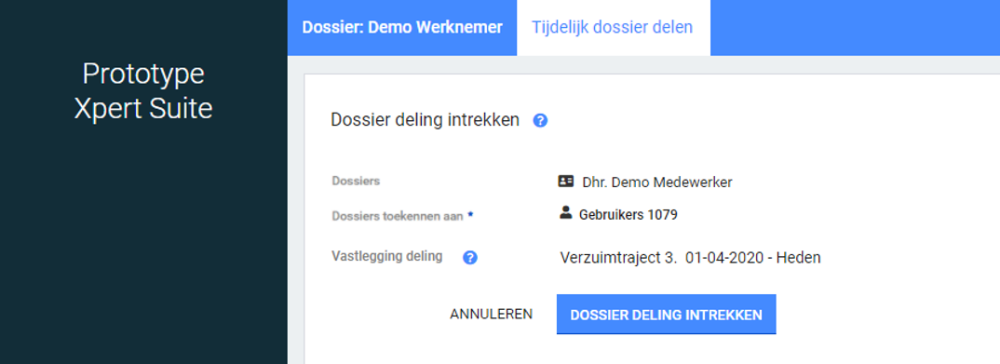 Prototype
Xpert Suite
Dossier: Demo Werknemer
Tijdelijk dossier delen
Dossier deling intrekken ?
Dossiers Dhr. Demo Medewerker
Dossiers toekennen aan * Gebruikers 1079
Vastlegging deling ? Verzuimtraject 3. 01-04-2020 - Heden
ANNULEREN DOSSIER DELING INTREKKEN